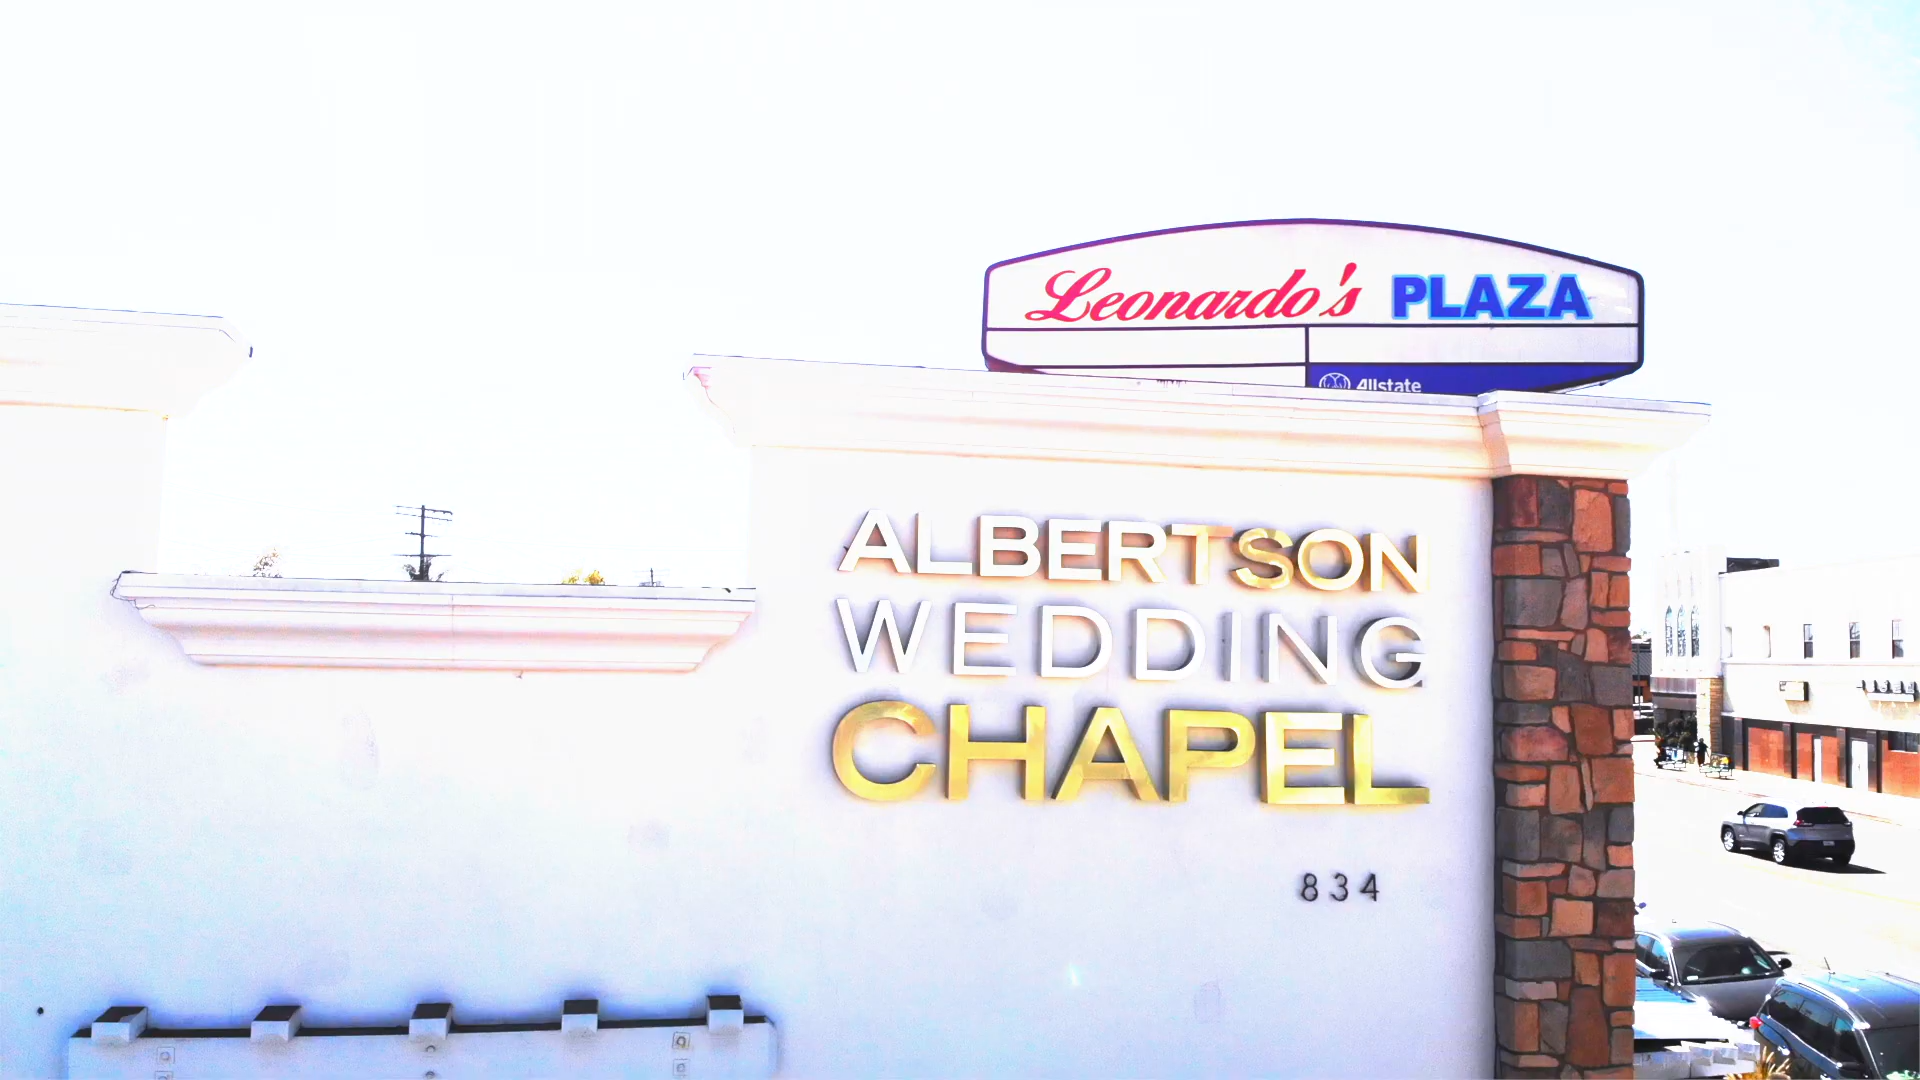 Leonardo's PLAZA
Allstate
ALBERTSON
WEDDING
CHAPEL
834